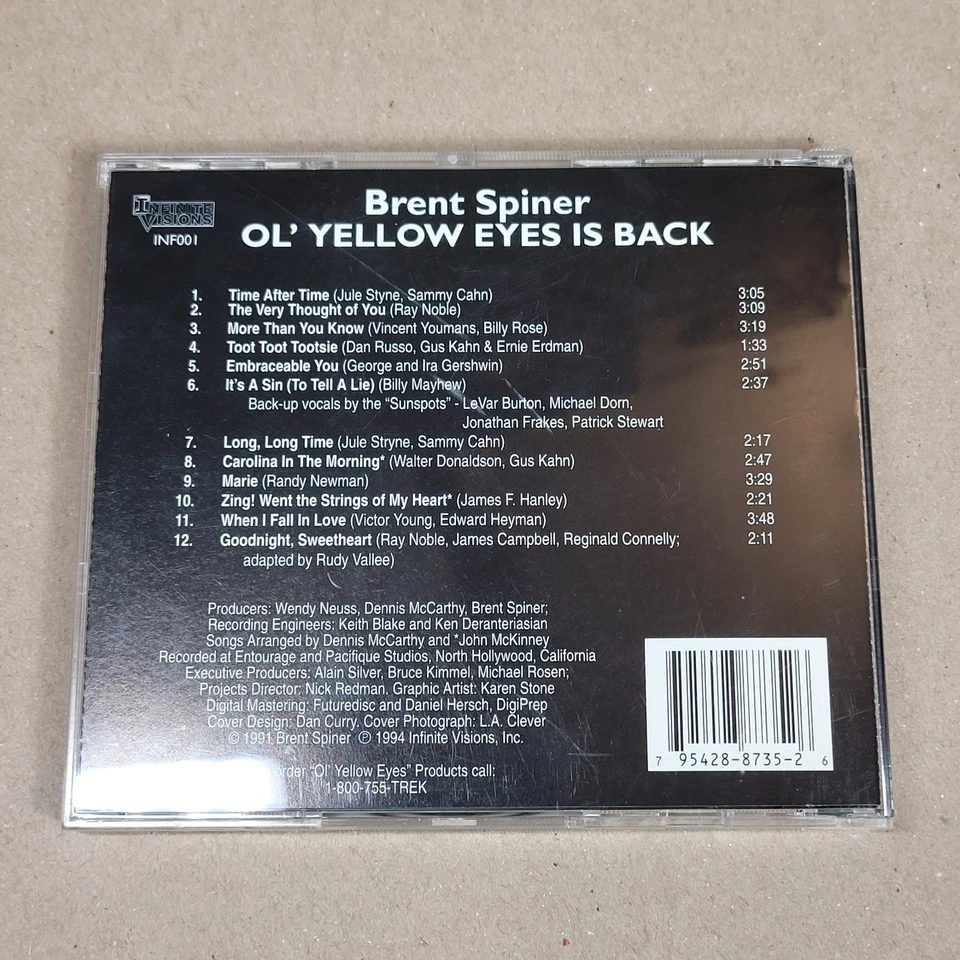 INFINITE
VISIONS
INF001
Brent Spiner
OL' YELLOW EYES IS BACK
1. Time After Time (Jule Styne, Sammy Cahn) 3:05
2. The Very Thought of You (Ray Noble) 3:09
3. More Than You Know (Vincent Youmans, Billy Rose) 3:19
4. Toot Toot Tootsie (Dan Russo, Gus Kahn & Ernie Erdman) 1:33
5. Embraceable You (George and Ira Gershwin) 2:51
6. It's A Sin (To Tell A Lie) (Billy Mayhew) 2:37
Back-up vocals by the "Sunspots" - LeVar Burton, Michael Dorn,
Jonathan Frakes, Patrick Stewart
7. Long, Long Time (Jule Stryne, Sammy Cahn) 2:17
8. Carolina In The Morning* (Walter Donaldson, Gus Kahn) 2:47
9. Marie (Randy Newman) 3:29
10. Zing! Went the Strings of My Heart* (James F. Hanley) 2:21
11. When I Fall In Love (Victor Young, Edward Heyman) 3:48
12. Goodnight, Sweetheart (Ray Noble, James Campbell, Reginald Connelly; 2:11
adapted by Rudy Vallee)
Producers: Wendy Neuss, Dennis McCarthy, Brent Spiner;
Recording Engineers: Keith Blake and Ken Deranteriasian
Songs Arranged by Dennis McCarthy and *John McKinney
Recorded at Entourage and Pacifique Studios, North Hollywood, California
Executive Producers: Alain Silver, Bruce Kimmel, Michael Rosen;
Projects Director: Nick Redman. Graphic Artist: Karen Stone
Digital Mastering: Futuredisc and Daniel Hersch, DigiPrep
Cover Design: Dan Curry. Cover Photograph: L.A. Clever
© 1991 Brent Spiner ℗ 1994 Infinite Visions, Inc.
order "Ol' Yellow Eyes" Products call:
1-800-755-TREK
7 95428-8735-2 6